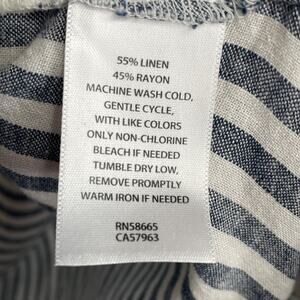 55% LINEN
45% RAYON
MACHINE WASH COLD,
GENTLE CYCLE,
WITH LIKE COLORS
ONLY NON-CHLORINE
BLEACH IF NEEDED
TUMBLE DRY LOW,
REMOVE PROMPTLY
WARM IRON IF NEEDED
RN58665
CA57963